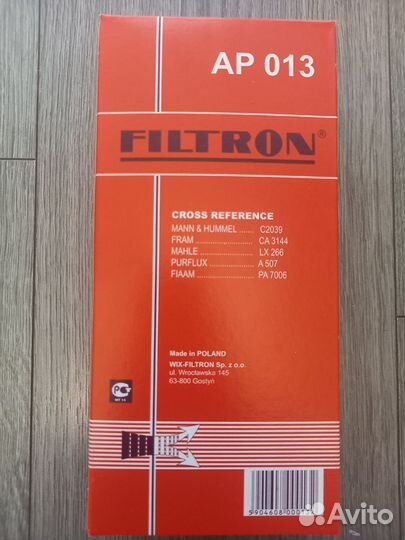 AP 013
FILTRON®
CROSS REFERENCE
MANN & HUMMEL ...... C2039
FRAM ........................ CA 3144
MAHLE ...................... LX 266
PURFLUX ................... A 507
FIAAM ....................... PA 7006
Made in POLAND
WIX-FILTRON Sp. z o.o.
ul. Wrocławska 145
63-800 Gostyń
Avito